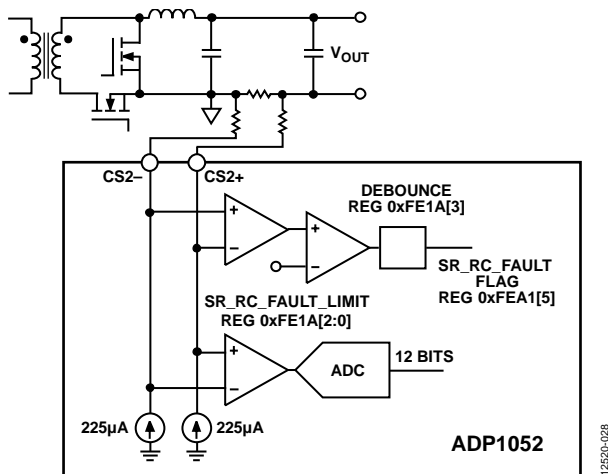 VOUT
CS2–
CS2+
DEBOUNCE
REG 0xFE1A[3]
SR_RC_FAULT
FLAG
REG 0xFEA1[5]
SR_RC_FAULT_LIMIT
REG 0xFE1A[2:0]
ADC
12 BITS
225µA
225µA
ADP1052
12520-028